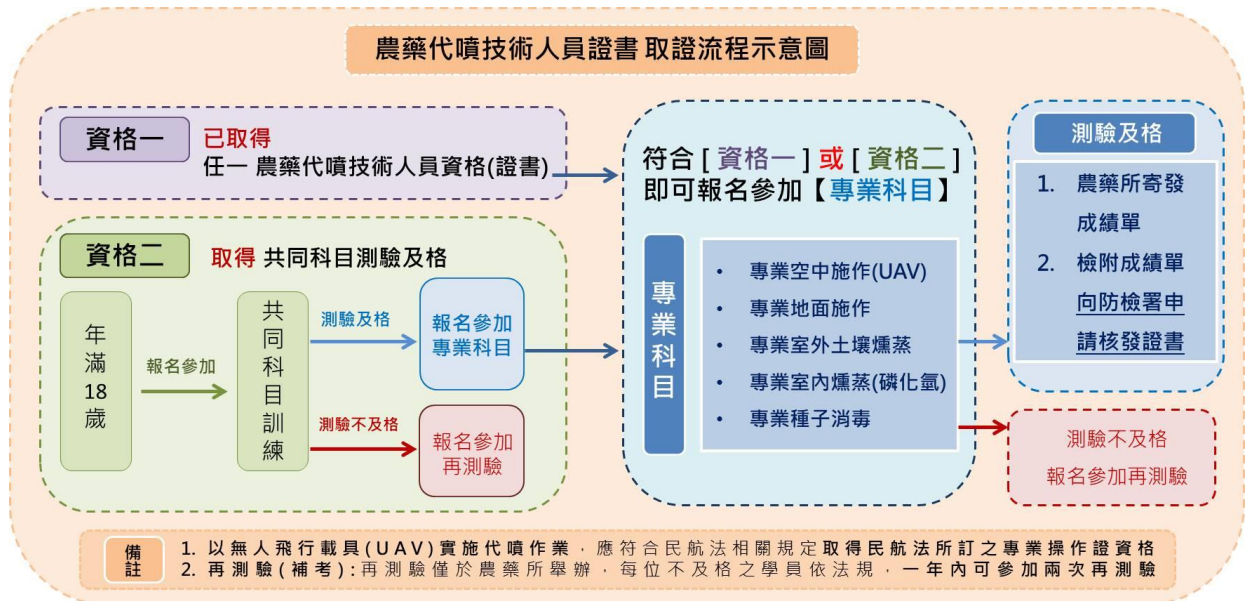 農藥代噴技術人員證書 取證流程示意圖
資格一
已取得
任一 農藥代噴技術人員資格(證書)
資格二
取得 共同科目測驗及格
年滿18歲
報名參加
共同科目訓練
測驗及格
報名參加
專業科目
測驗不及格
報名參加
再測驗
符合[資格一]或[資格二]
即可報名參加【專業科目】
專業科目
• 專業空中施作(UAV)
• 專業地面施作
• 專業室外土壤燻蒸
• 專業室內燻蒸(磷化氫)
• 專業種子消毒
測驗及格
1. 農藥所寄發
成績單
2. 檢附成績單
向防檢署申
請核發證書
測驗不及格
報名參加再測驗
備註
1. 以無人飛行載具(UAV)實施代噴作業，應符合民航法相關規定取得民航法所訂之專業操作證資格
2. 再測驗(補考):再測驗僅於農藥所舉辦，每位不及格之學員依法規，一年內可參加兩次再測驗